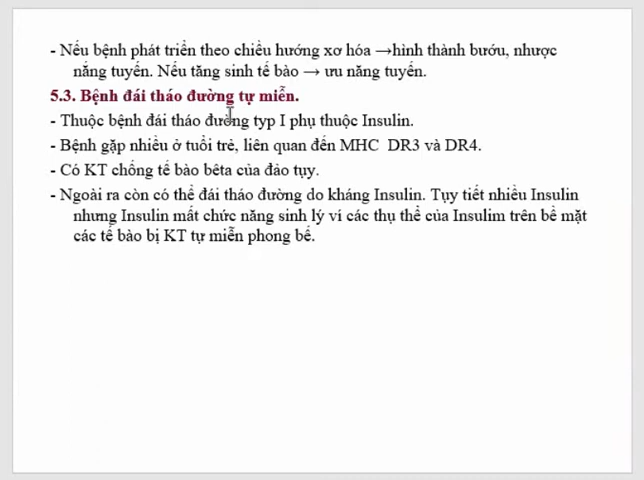 - Nếu bệnh phát triển theo chiều hướng xơ hóa →hình thành bướu, nhược
năng tuyến. Nếu tăng sinh tế bào → ưu năng tuyến.
5.3. Bệnh đái tháo đường tự miễn.
- Thuộc bệnh đái tháo đường typ I phụ thuộc Insulin.
- Bệnh gặp nhiều ở tuổi trẻ, liên quan đến MHC DR3 và DR4.
- Có KT chống tế bào bêta của đảo tụy.
- Ngoài ra còn có thể đái tháo đường do kháng Insulin. Tụy tiết nhiều Insulin
nhưng Insulin mất chức năng sinh lý ví các thụ thể của Insulim trên bề mặt
các tế bào bị KT tự miễn phong bế.